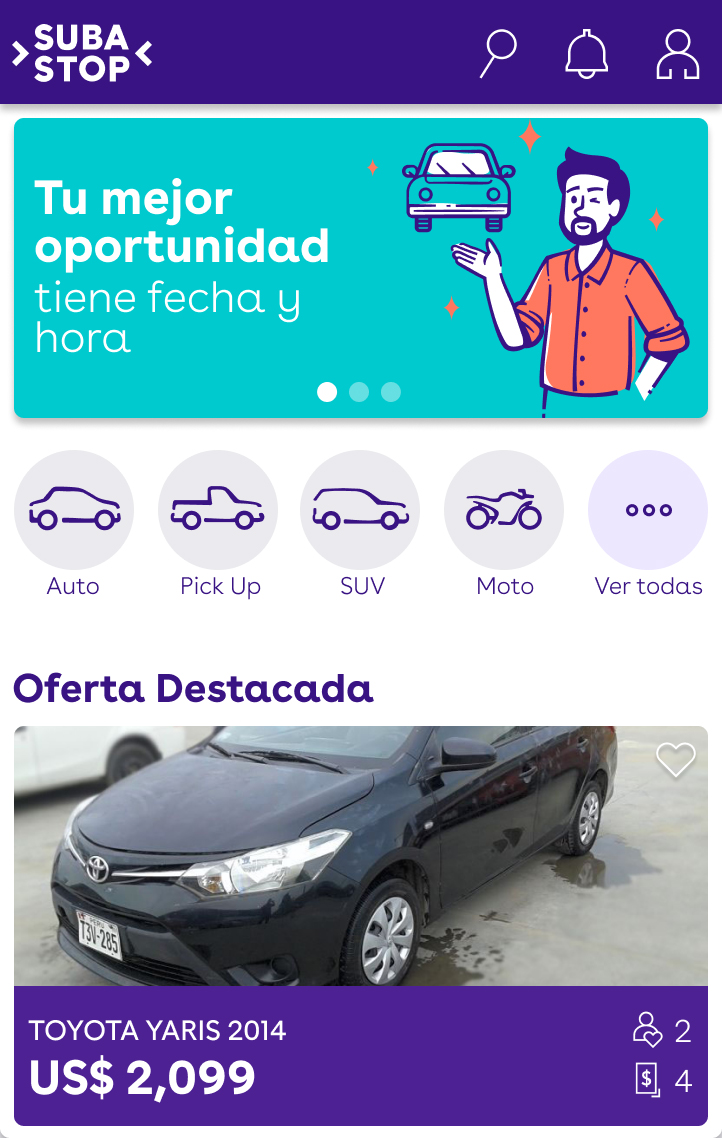 SUBA
STOP
Tu mejor
oportunidad
tiene fecha y
hora
Auto
Pick Up
SUV
Moto
Ver todas
Oferta Destacada
PERU
T3V-285
TOYOTA YARIS 2014
2
US$ 2,099
$ 4